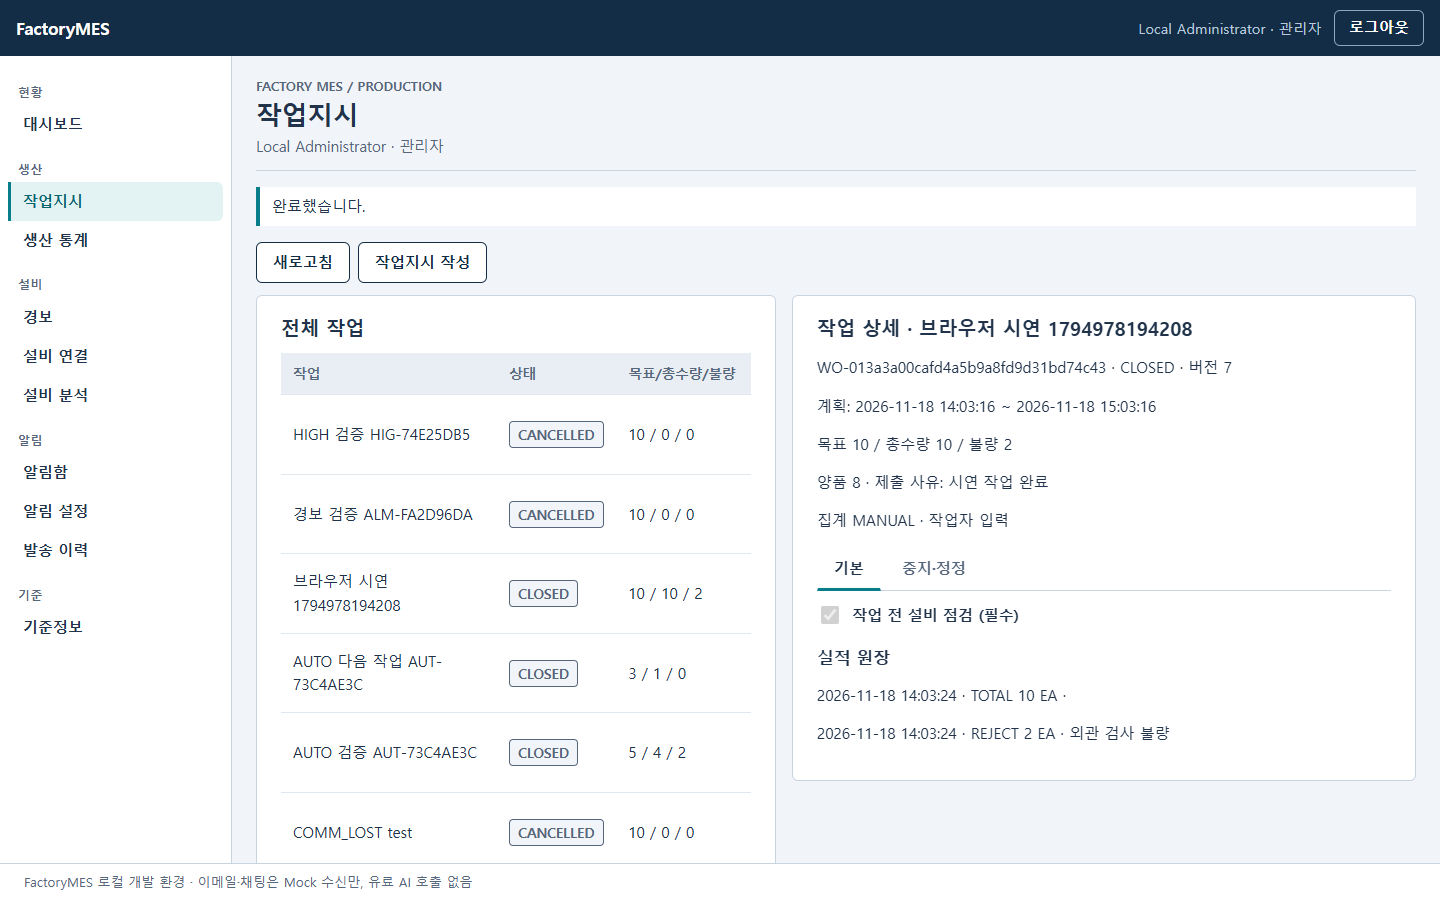 FactoryMES
Local Administrator · 관리자
로그아웃
현황
대시보드
생산
작업지시
생산 통계
설비
경보
설비 연결
설비 분석
알림
알림함
알림 설정
발송 이력
기준
기준정보
FACTORY MES / PRODUCTION
작업지시
Local Administrator · 관리자
완료했습니다.
새로고침
작업지시 작성
전체 작업
작업 상태 목표/총수량/불량
HIGH 검증 HIG-74E25DB5 CANCELLED 10 / 0 / 0
경보 검증 ALM-FA2D96DA CANCELLED 10 / 0 / 0
브라우저 시연
1794978194208 CLOSED 10 / 10 / 2
AUTO 다음 작업 AUT-
73C4AE3C CLOSED 3 / 1 / 0
AUTO 검증 AUT-73C4AE3C CLOSED 5 / 4 / 2
COMM_LOST test CANCELLED 10 / 0 / 0
작업 상세 · 브라우저 시연 1794978194208
WO-013a3a00cafd4a5b9a8fd9d31bd74c43 · CLOSED · 버전 7
계획: 2026-11-18 14:03:16 ~ 2026-11-18 15:03:16
목표 10 / 총수량 10 / 불량 2
양품 8 · 제출 사유: 시연 작업 완료
집계 MANUAL · 작업자 입력
기본
중지·정정
작업 전 설비 점검 (필수)
실적 원장
2026-11-18 14:03:24 · TOTAL 10 EA ·
2026-11-18 14:03:24 · REJECT 2 EA · 외관 검사 불량
FactoryMES 로컬 개발 환경 · 이메일·채팅은 Mock 수신만, 유료 AI 호출 없음